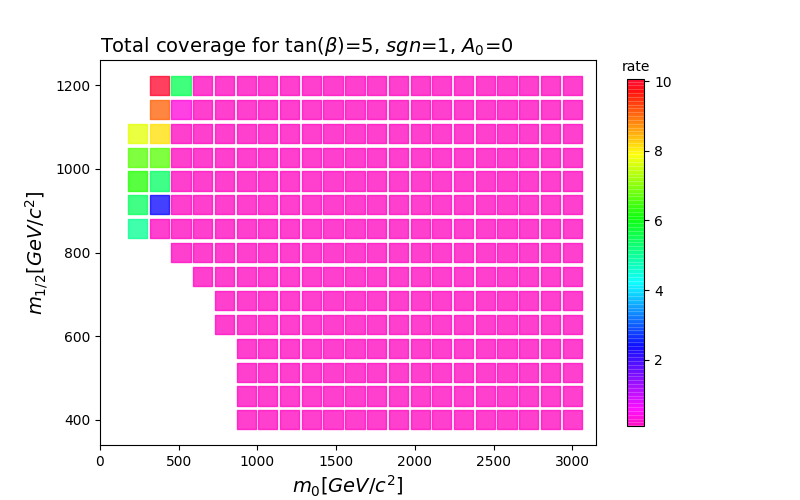 Total coverage for tan(β)=5, sgn=1, A₀=0
rate
1200
1000
800
600
400
m₁/₂[GeV/c²]
10
8
6
4
2
0 500 1000 1500 2000 2500 3000
m₀[GeV/c²]